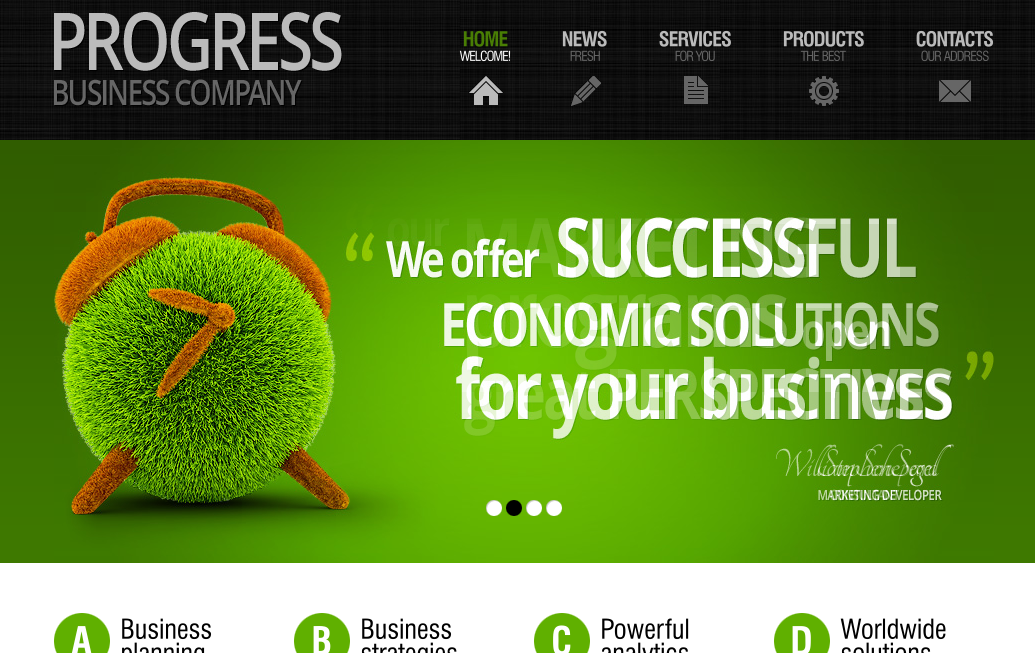 PROGRESS
BUSINESS COMPANY
HOME
WELCOME!
NEWS
FRESH
SERVICES
FOR YOU
PRODUCTS
THE BEST
CONTACTS
OUR ADDRESS
“ We offer SUCCESSFUL
ECONOMIC SOLUTIONS
open
for your business ”
MARKETING DEVELOPER
A Business planning
B Business strategies
C Powerful analytics
D Worldwide solutions